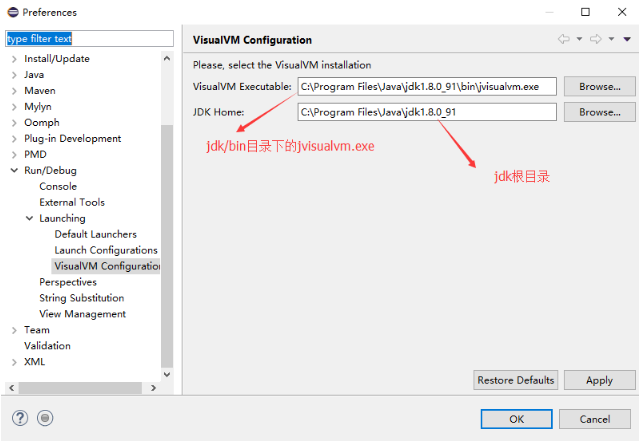 Preferences
type filter text
Install/Update
Java
Maven
Mylyn
Oomph
Plug-in Development
PMD
Run/Debug
Console
External Tools
Launching
Default Launchers
Launch Configurations
VisualVM Configuration
Perspectives
String Substitution
View Management
Team
Validation
XML
VisualVM Configuration
Please, select the VisualVM installation
VisualVM Executable: C:\Program Files\Java\jdk1.8.0_91\bin\jvisualvm.exe Browse...
JDK Home: C:\Program Files\Java\jdk1.8.0_91 Browse...
jdk/bin目录下的jvisualvm.exe
jdk根目录
Restore Defaults Apply
OK Cancel